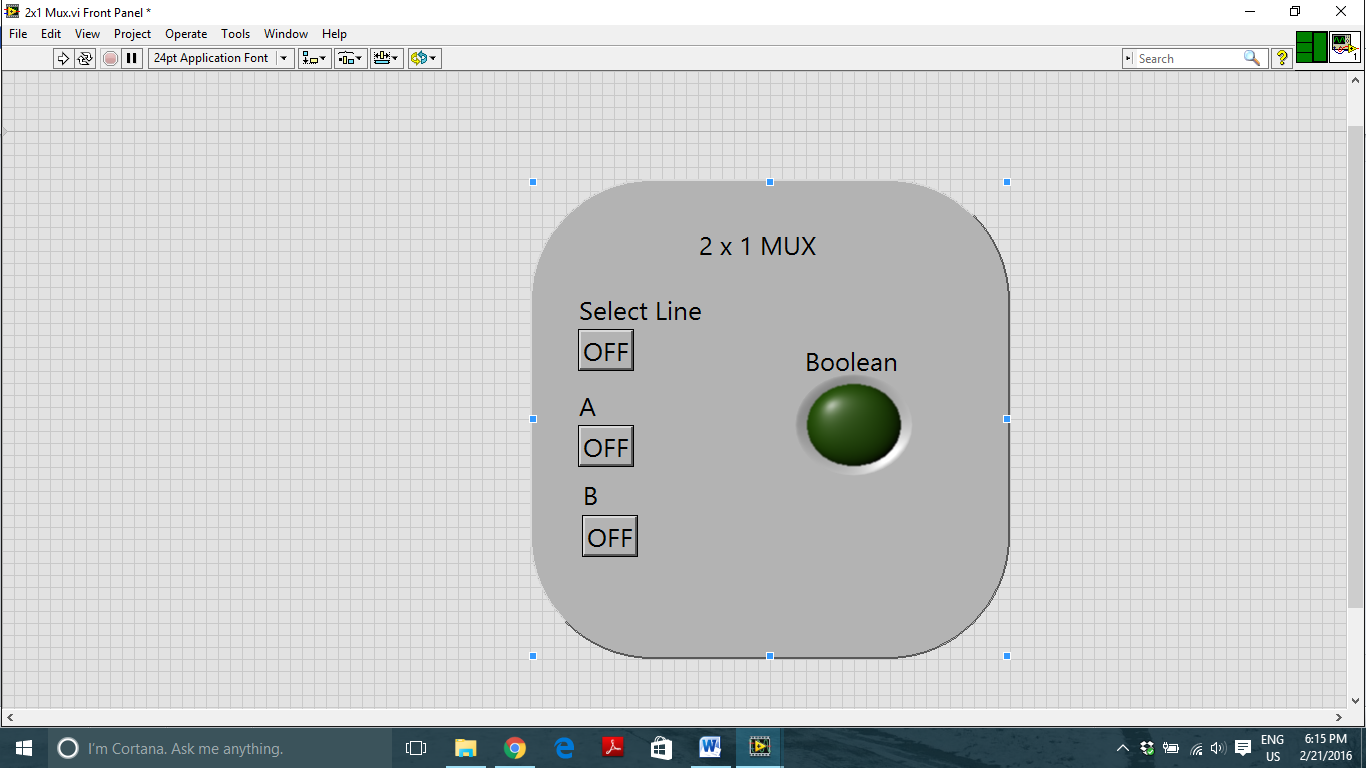 2x1 Mux.vi Front Panel *
File Edit View Project Operate Tools Window Help
24pt Application Font
Search
?
1
2 x 1 MUX
Select Line
OFF
Boolean
A
OFF
B
OFF
I'm Cortana. Ask me anything.
ENG
US
6:15 PM
2/21/2016